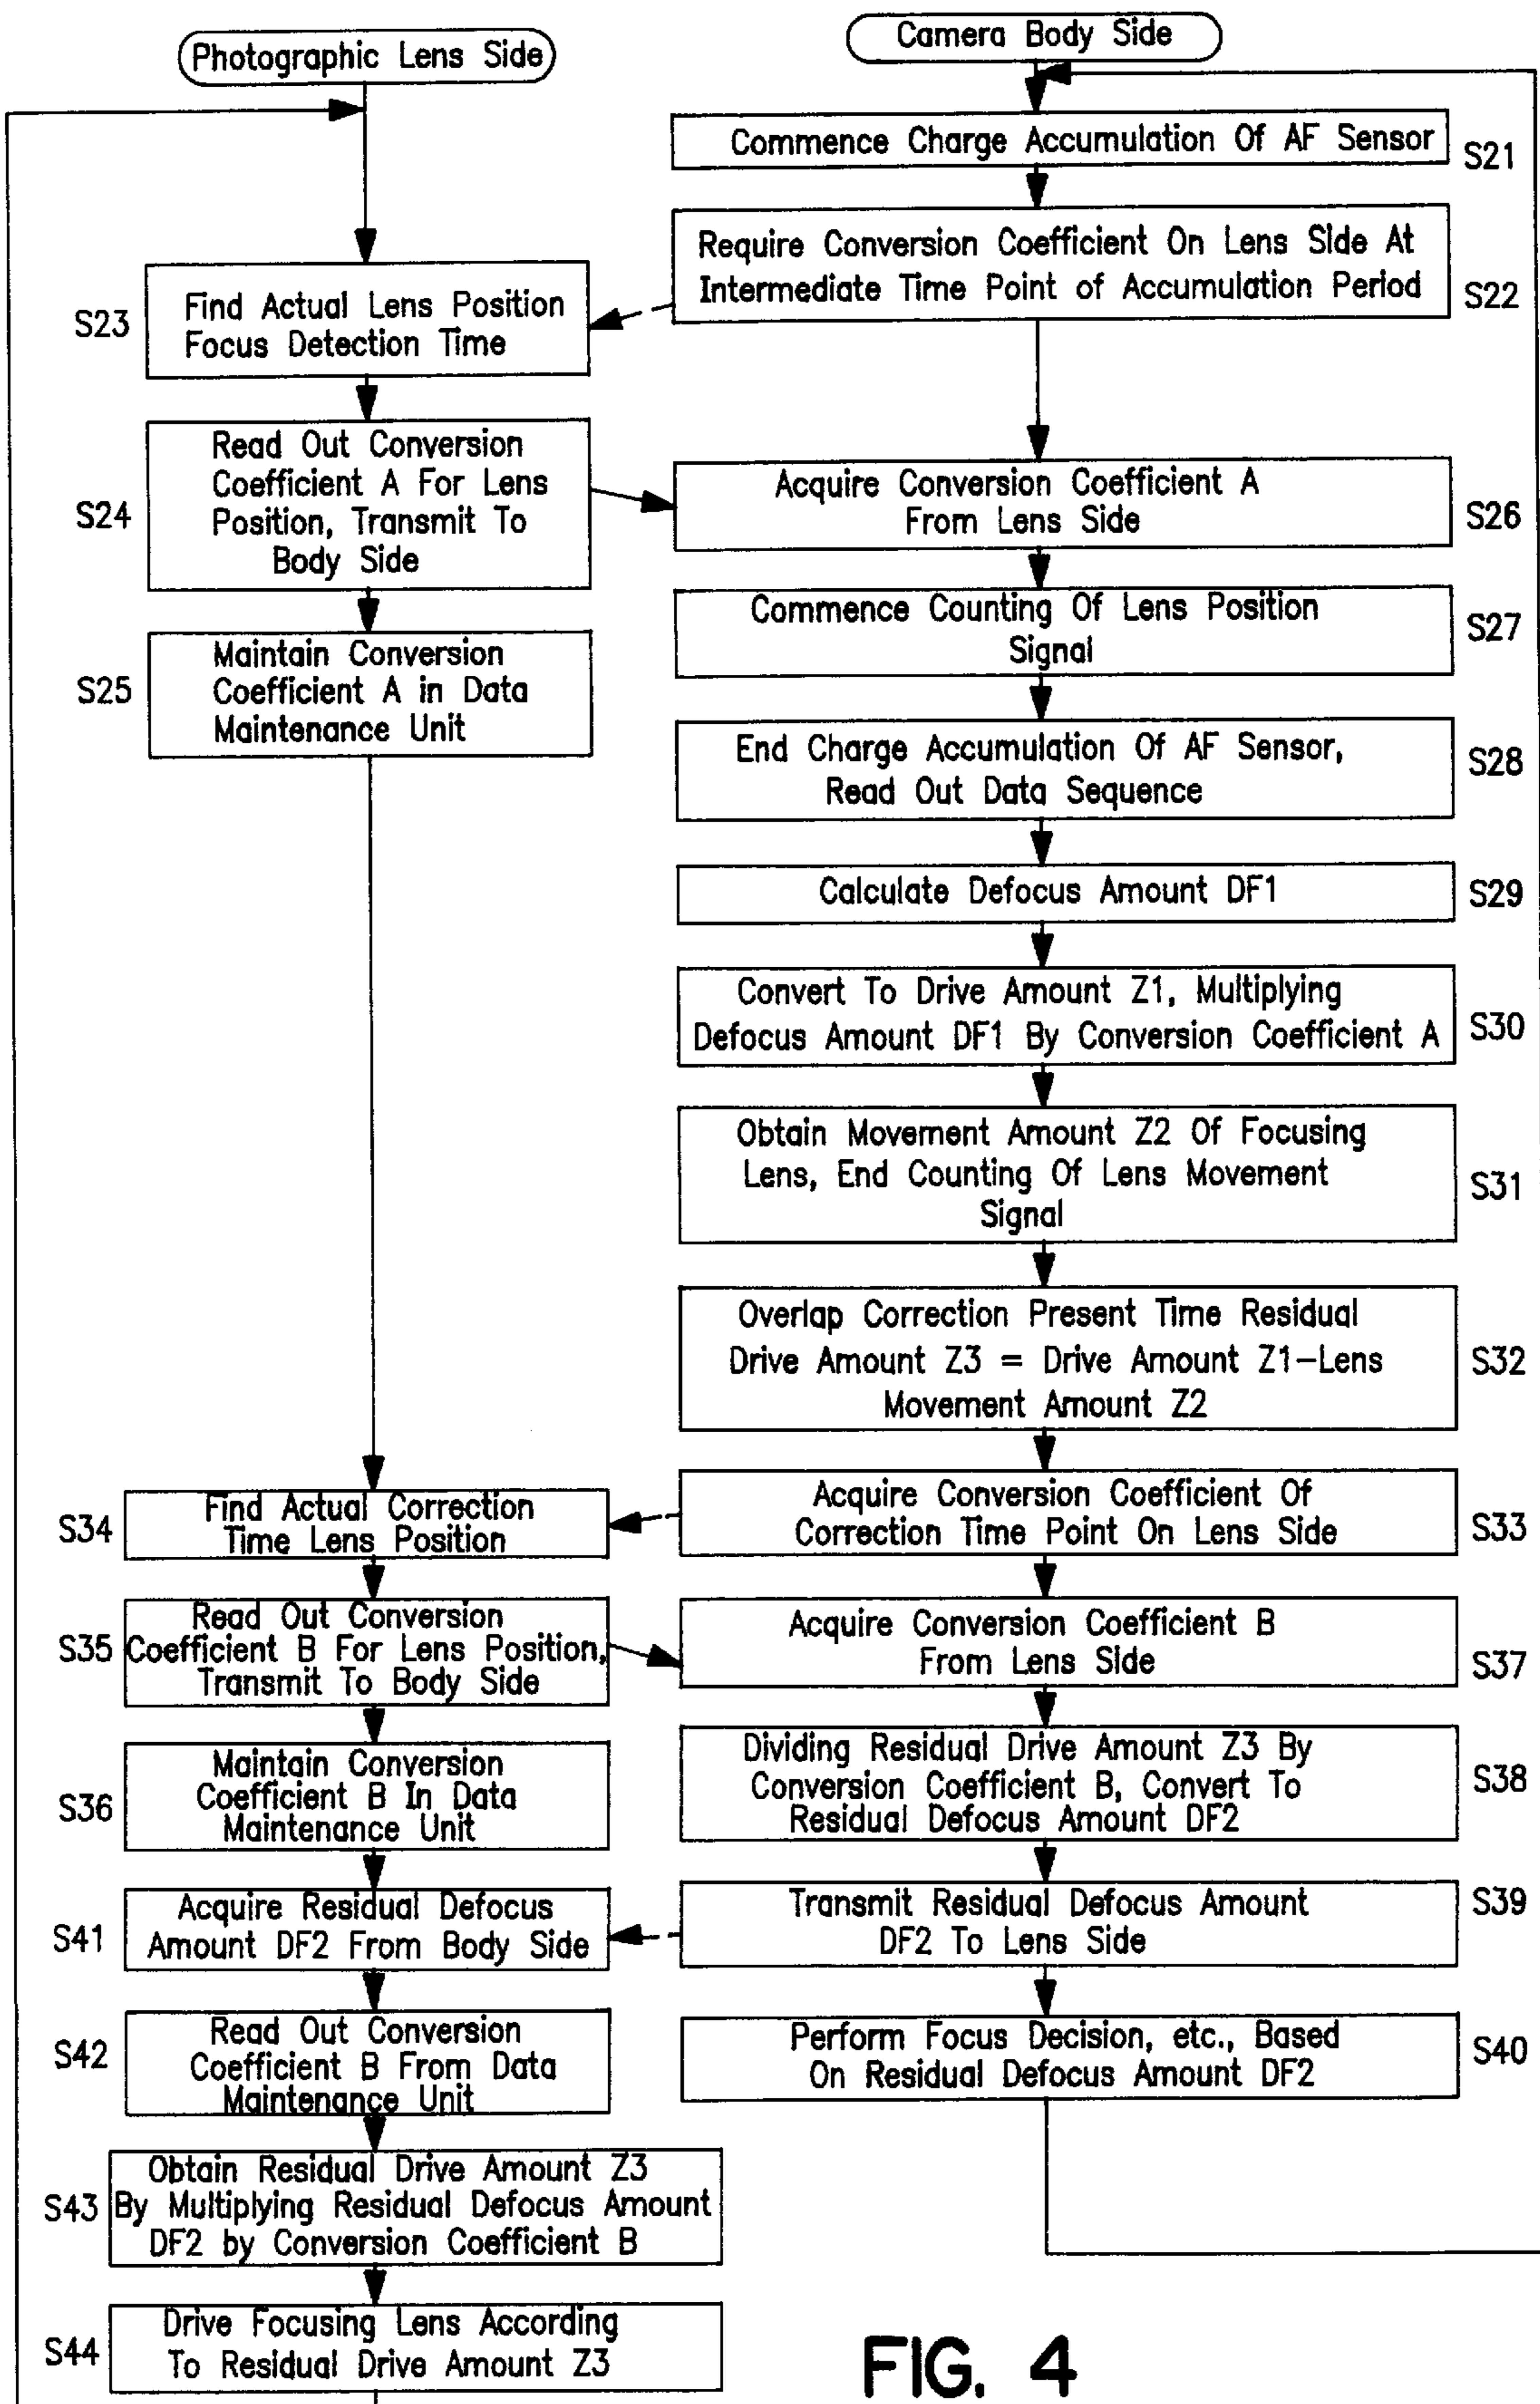 Photographic Lens Side
Camera Body Side
Commence Charge Accumulation Of AF Sensor
S21
Require Conversion Coefficient On Lens Side At
Intermediate Time Point of Accumulation Period
S22
S23
Find Actual Lens Position
Focus Detection Time
S24
Read Out Conversion
Coefficient A For Lens
Position, Transmit To
Body Side
S25
Maintain Conversion
Coefficient A in Data
Maintenance Unit
Acquire Conversion Coefficient A
From Lens Side
S26
Commence Counting Of Lens Position
Signal
S27
End Charge Accumulation Of AF Sensor,
Read Out Data Sequence
S28
Calculate Defocus Amount DF1
S29
Convert To Drive Amount Z1, Multiplying
Defocus Amount DF1 By Conversion Coefficient A
S30
Obtain Movement Amount Z2 Of Focusing
Lens, End Counting Of Lens Movement
Signal
S31
Overlap Correction Present Time Residual
Drive Amount Z3 = Drive Amount Z1-Lens
Movement Amount Z2
S32
Acquire Conversion Coefficient Of
Correction Time Point On Lens Side
S33
S34
Find Actual Correction
Time Lens Position
S35
Read Out Conversion
Coefficient B For Lens Position,
Transmit To Body Side
S36
Maintain Conversion
Coefficient B In Data
Maintenance Unit
Acquire Conversion Coefficient B
From Lens Side
S37
Dividing Residual Drive Amount Z3 By
Conversion Coefficient B, Convert To
Residual Defocus Amount DF2
S38
Transmit Residual Defocus Amount
DF2 To Lens Side
S39
Perform Focus Decision, etc., Based
On Residual Defocus Amount DF2
S40
S41
Acquire Residual Defocus
Amount DF2 From Body Side
S42
Read Out Conversion
Coefficient B From Data
Maintenance Unit
S43
Obtain Residual Drive Amount Z3
By Multiplying Residual Defocus Amount
DF2 by Conversion Coefficient B
S44
Drive Focusing Lens According
To Residual Drive Amount Z3
FIG. 4